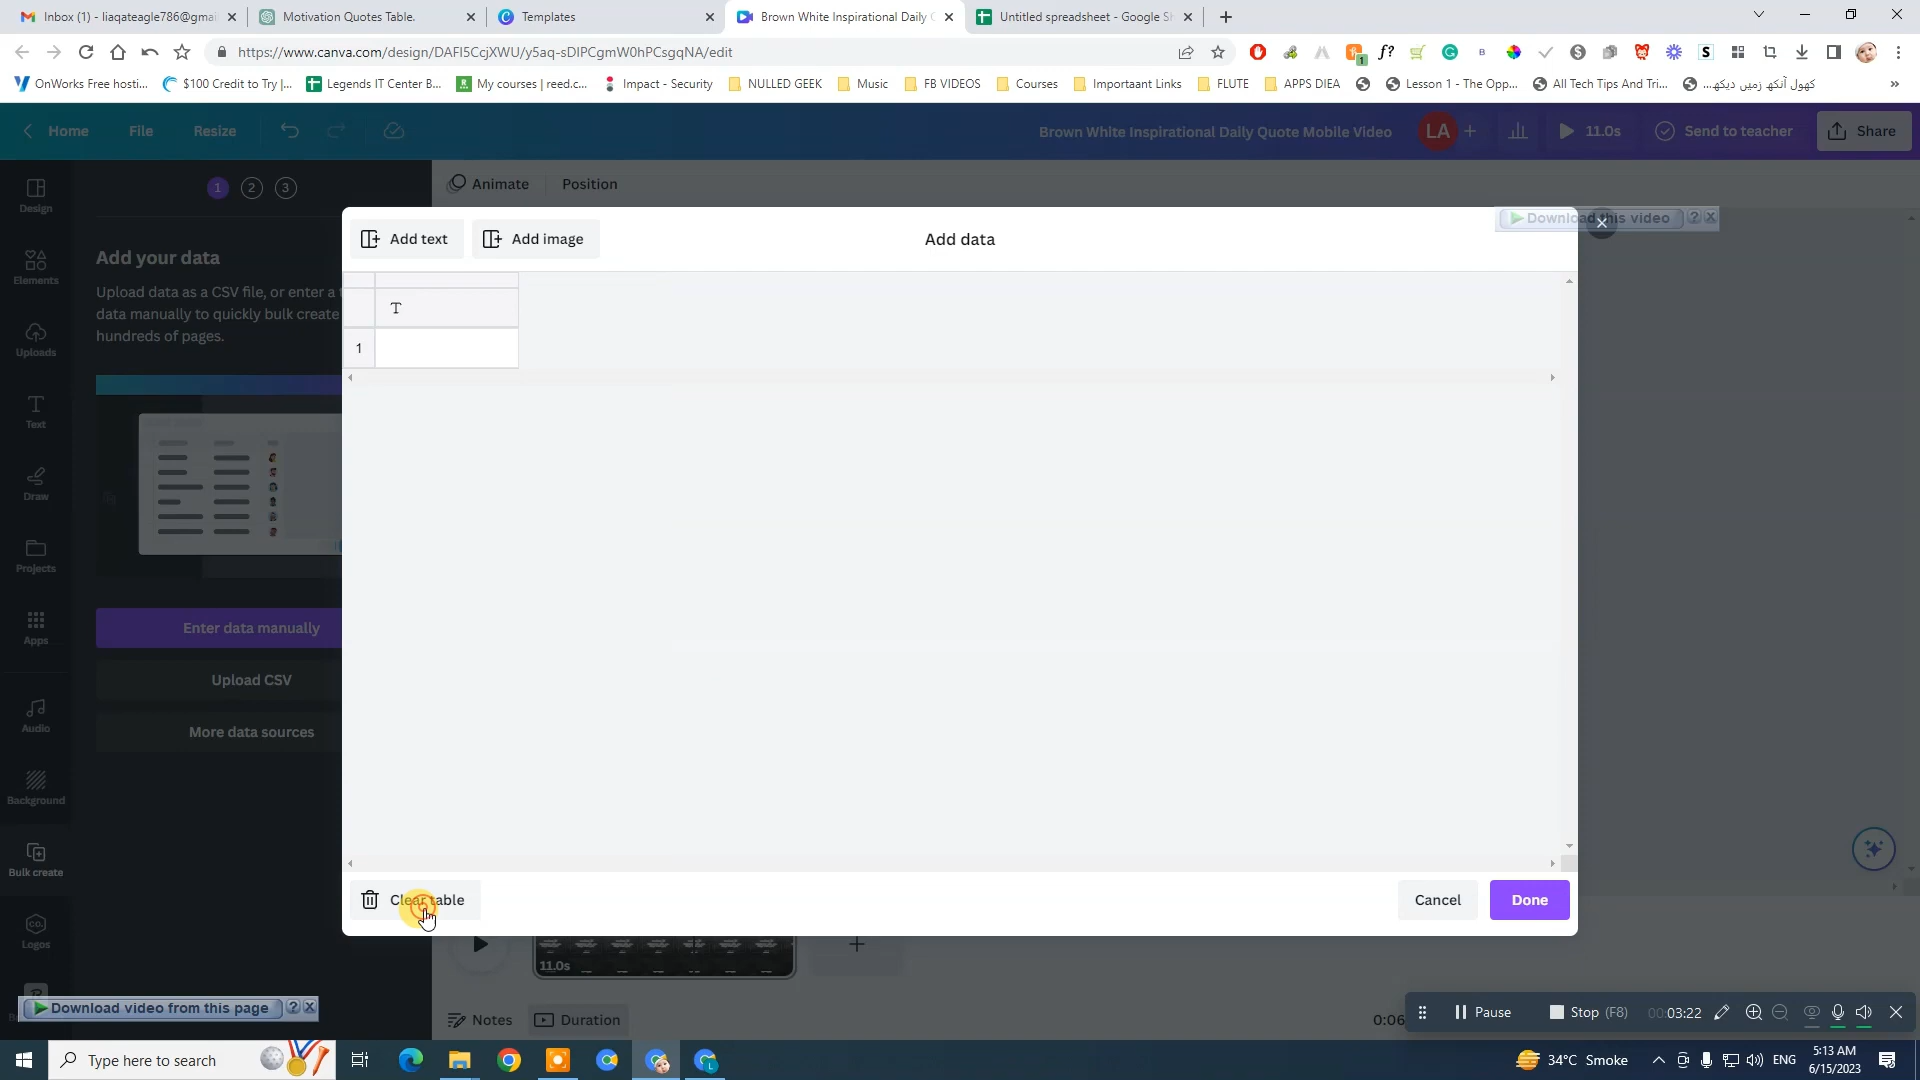 Inbox (1) - liaqateagle786@gmai
Motivation Quotes Table.
Templates
Brown White Inspirational Daily
Untitled spreadsheet - Google Sh
https://www.canva.com/design/DAFI5CcjXWU/y5aq-sDIPCgmW0hPCsgqNA/edit
OnWorks Free hosti...
$100 Credit to Try |...
Legends IT Center B...
My courses | reed.c...
Impact - Security
NULLED GEEK
Music
FB VIDEOS
Courses
Importaant Links
FLUTE
APPS DIEA
Lesson 1 - The Opp...
All Tech Tips And Tri...
کھول آنکھ زمیں دیکھ...
Home
File
Resize
Brown White Inspirational Daily Quote Mobile Video
LA
11.0s
Send to teacher
Share
1 2 3
Animate
Position
Design
Elements
Uploads
Text
Draw
Projects
Apps
Audio
Background
Bulk create
Logos
Add your data
Upload data as a CSV file, or enter a t
data manually to quickly bulk create
hundreds of pages.
Enter data manually
Upload CSV
More data sources
Add text
Add image
Add data
Download this video
T
1
Clear table
Cancel
Done
11.0s
Download video from this page
Notes
Duration
0:06
Pause
Stop (F8)
00:03:22
Type here to search
34°C Smoke
ENG
5:13 AM
6/15/2023